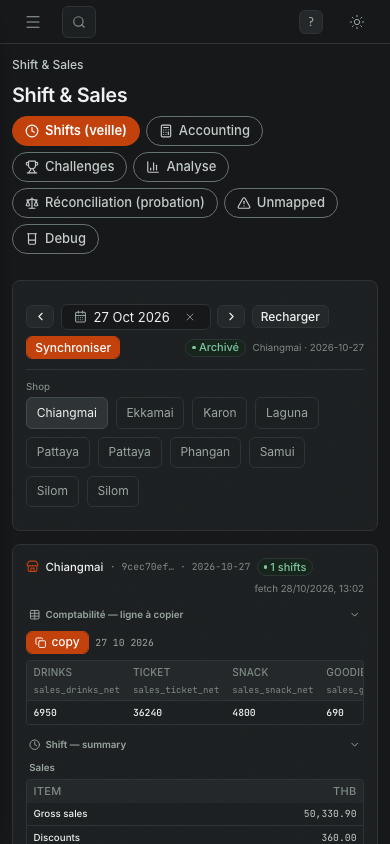 ?
Shift & Sales
Shift & Sales
Shifts (veille) Accounting
Challenges Analyse
Réconciliation (probation) Unmapped
Debug
27 Oct 2026 Recharger
Synchroniser Archivé Chiangmai · 2026-10-27
Shop
Chiangmai Ekkamai Karon Laguna
Pattaya Pattaya Phangan Samui
Silom Silom
Chiangmai · 9cec70ef… · 2026-10-27 1 shifts
fetch 28/10/2026, 13:02
Comptabilité — ligne à copier
copy 27 10 2026
DRINKS TICKET SNACK GOODIE
sales_drinks_net sales_ticket_net sales_snack_net sales_g
6950 36240 4800 690
Shift — summary
Sales
ITEM THB
Gross sales 50,330.90
Discounts 360.00